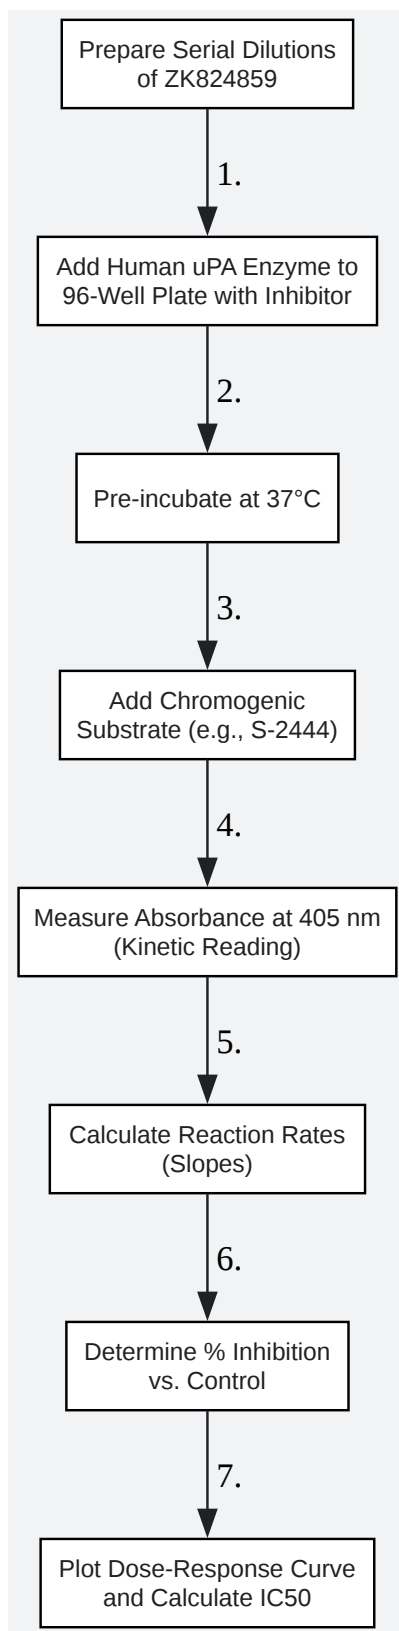 Prepare Serial Dilutions
of ZK824859
1.
Add Human uPA Enzyme to
96-Well Plate with Inhibitor
2.
Pre-incubate at 37°C
3.
Add Chromogenic
Substrate (e.g., S-2444)
4.
Measure Absorbance at 405 nm
(Kinetic Reading)
5.
Calculate Reaction Rates
(Slopes)
6.
Determine % Inhibition
vs. Control
7.
Plot Dose-Response Curve
and Calculate IC50